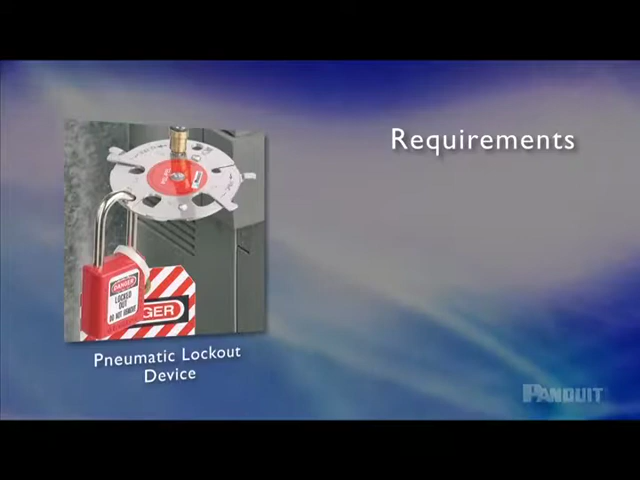 Requirements
DANGER
LOCKED
OUT
DO NOT REMOVE
GER
Pneumatic Lockout
Device
PANDUIT